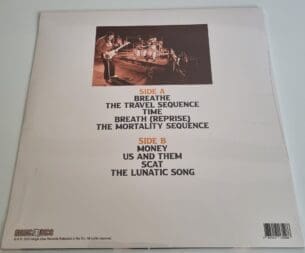 SIDE A
BREATHE
THE TRAVEL SEQUENCE
TIME
BREATH (REPRISE)
THE MORTALITY SEQUENCE
SIDE B
MONEY
US AND THEM
SCAT
THE LUNATIC SONG